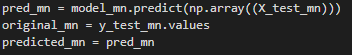 pred_mn = model_mn.predict(np.array((X_test_mn)))
original_mn = y_test_mn.values
predicted_mn = pred_mn